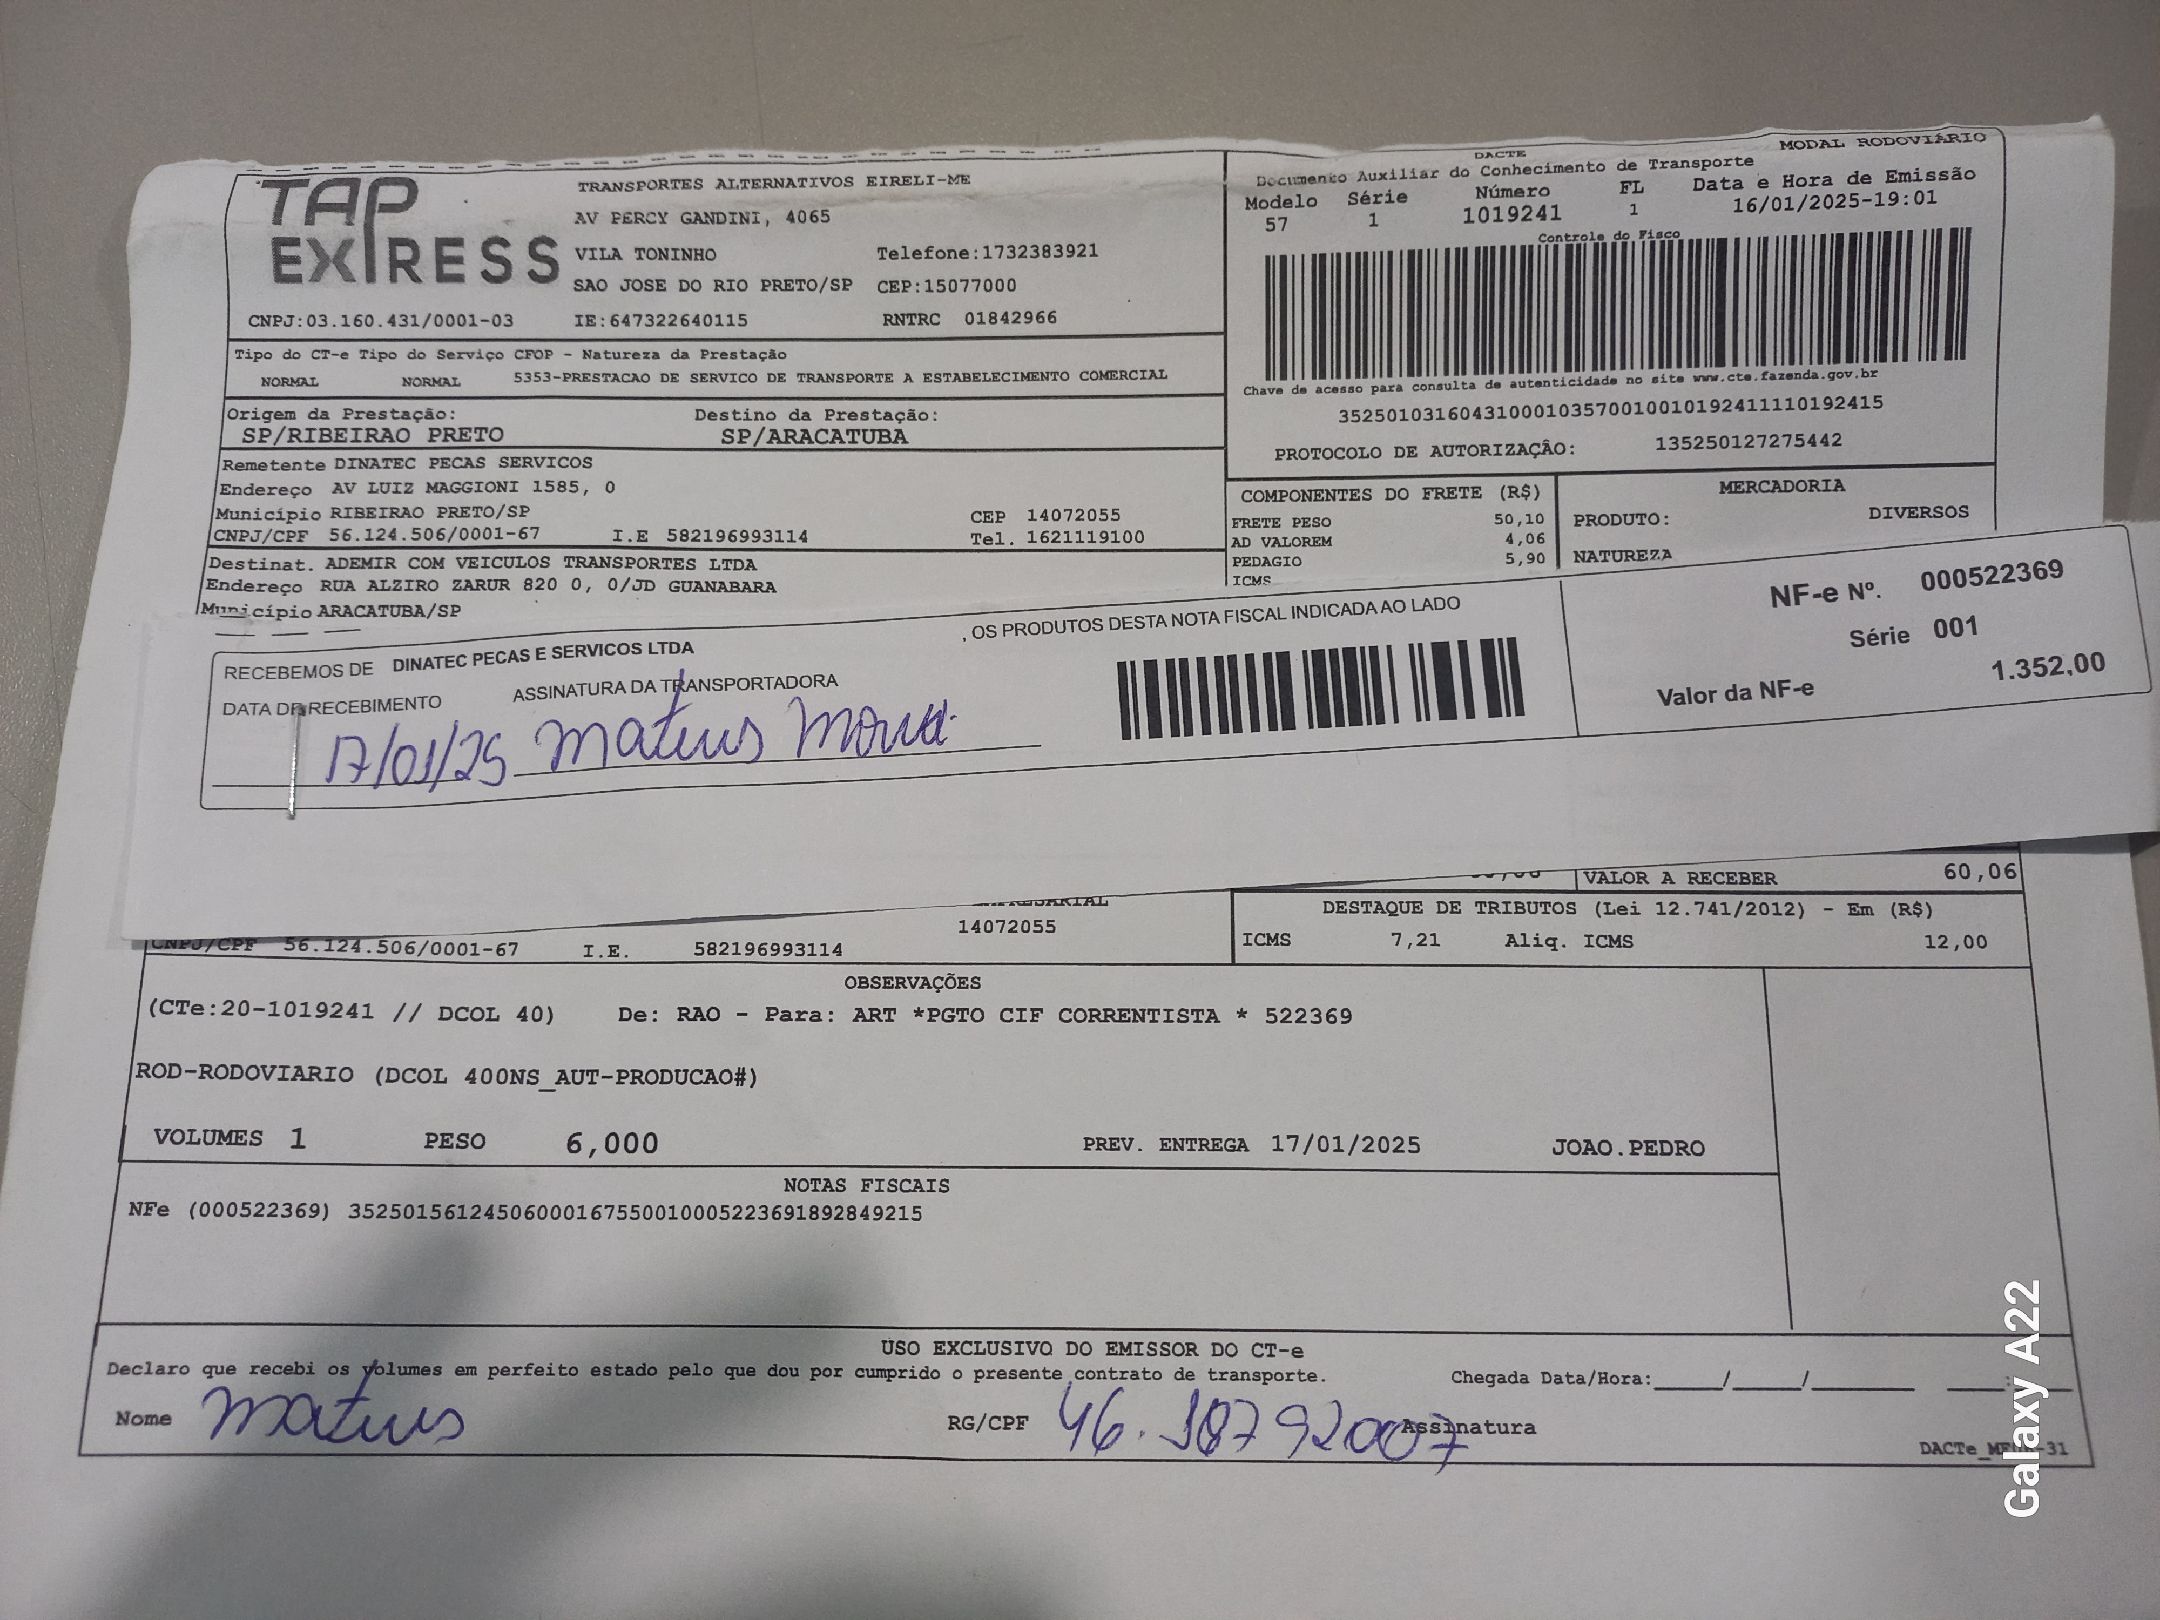 TAP EXPRESS
TRANSPORTES ALTERNATIVOS EIRELI-ME
AV PERCY GANDINI, 4065
VILA TONINHO Telefone:1732383921
SAO JOSE DO RIO PRETO/SP CEP:15077000
CNPJ:03.160.431/0001-03 IE:647322640115 RNTRC 01842966
MODAL RODOVIÁRIO
DACTE
Documento Auxiliar do Conhecimento de Transporte
Modelo Série Número FL Data e Hora de Emissão
57 1 1019241 1 16/01/2025-19:01
Controle do Fisco
Chave de acesso para consulta de autenticidade no site www.cte.fazenda.gov.br
35250103160431000103570010010192411110192415
PROTOCOLO DE AUTORIZAÇÃO: 135250127275442
Tipo do CT-e Tipo do Serviço CFOP - Natureza da Prestação
NORMAL NORMAL 5353-PRESTACAO DE SERVICO DE TRANSPORTE A ESTABELECIMENTO COMERCIAL
Origem da Prestação: Destino da Prestação:
SP/RIBEIRAO PRETO SP/ARACATUBA
Remetente DINATEC PECAS SERVICOS
Endereço AV LUIZ MAGGIONI 1585, 0
Município RIBEIRAO PRETO/SP CEP 14072055
CNPJ/CPF 56.124.506/0001-67 I.E 582196993114 Tel. 1621119100
Destinat. ADEMIR COM VEICULOS TRANSPORTES LTDA
Endereço RUA ALZIRO ZARUR 820 0, 0/JD GUANABARA
Município ARACATUBA/SP
COMPONENTES DO FRETE (R$)
FRETE PESO 50,10
AD VALOREM 4,06
PEDAGIO 5,90
ICMS
MERCADORIA
PRODUTO: DIVERSOS
NATUREZA
RECEBEMOS DE DINATEC PECAS E SERVICOS LTDA , OS PRODUTOS DESTA NOTA FISCAL INDICADA AO LADO
DATA DE RECEBIMENTO ASSINATURA DA TRANSPORTADORA
17/01/25 Mateus Moura
NF-e Nº. 000522369
Série 001
Valor da NF-e 1.352,00
VALOR A RECEBER 60,06
14072055
CNPJ/CPF 56.124.506/0001-67 I.E. 582196993114
DESTAQUE DE TRIBUTOS (Lei 12.741/2012) - Em (R$)
ICMS 7,21 Aliq. ICMS 12,00
OBSERVAÇÕES
(CTe:20-1019241 // DCOL 40) De: RAO - Para: ART *PGTO CIF CORRENTISTA * 522369
ROD-RODOVIARIO (DCOL 400NS_AUT-PRODUCAO#)
VOLUMES 1 PESO 6,000 PREV. ENTREGA 17/01/2025 JOAO.PEDRO
NOTAS FISCAIS
NFe (000522369) 35250156124506000167550010005223691892849215
USO EXCLUSIVO DO EMISSOR DO CT-e
Declaro que recebi os volumes em perfeito estado pelo que dou por cumprido o presente contrato de transporte. Chegada Data/Hora:____/____/______ ____:____
Nome Mateus RG/CPF 46.18792007 Assinatura
Galaxy A22